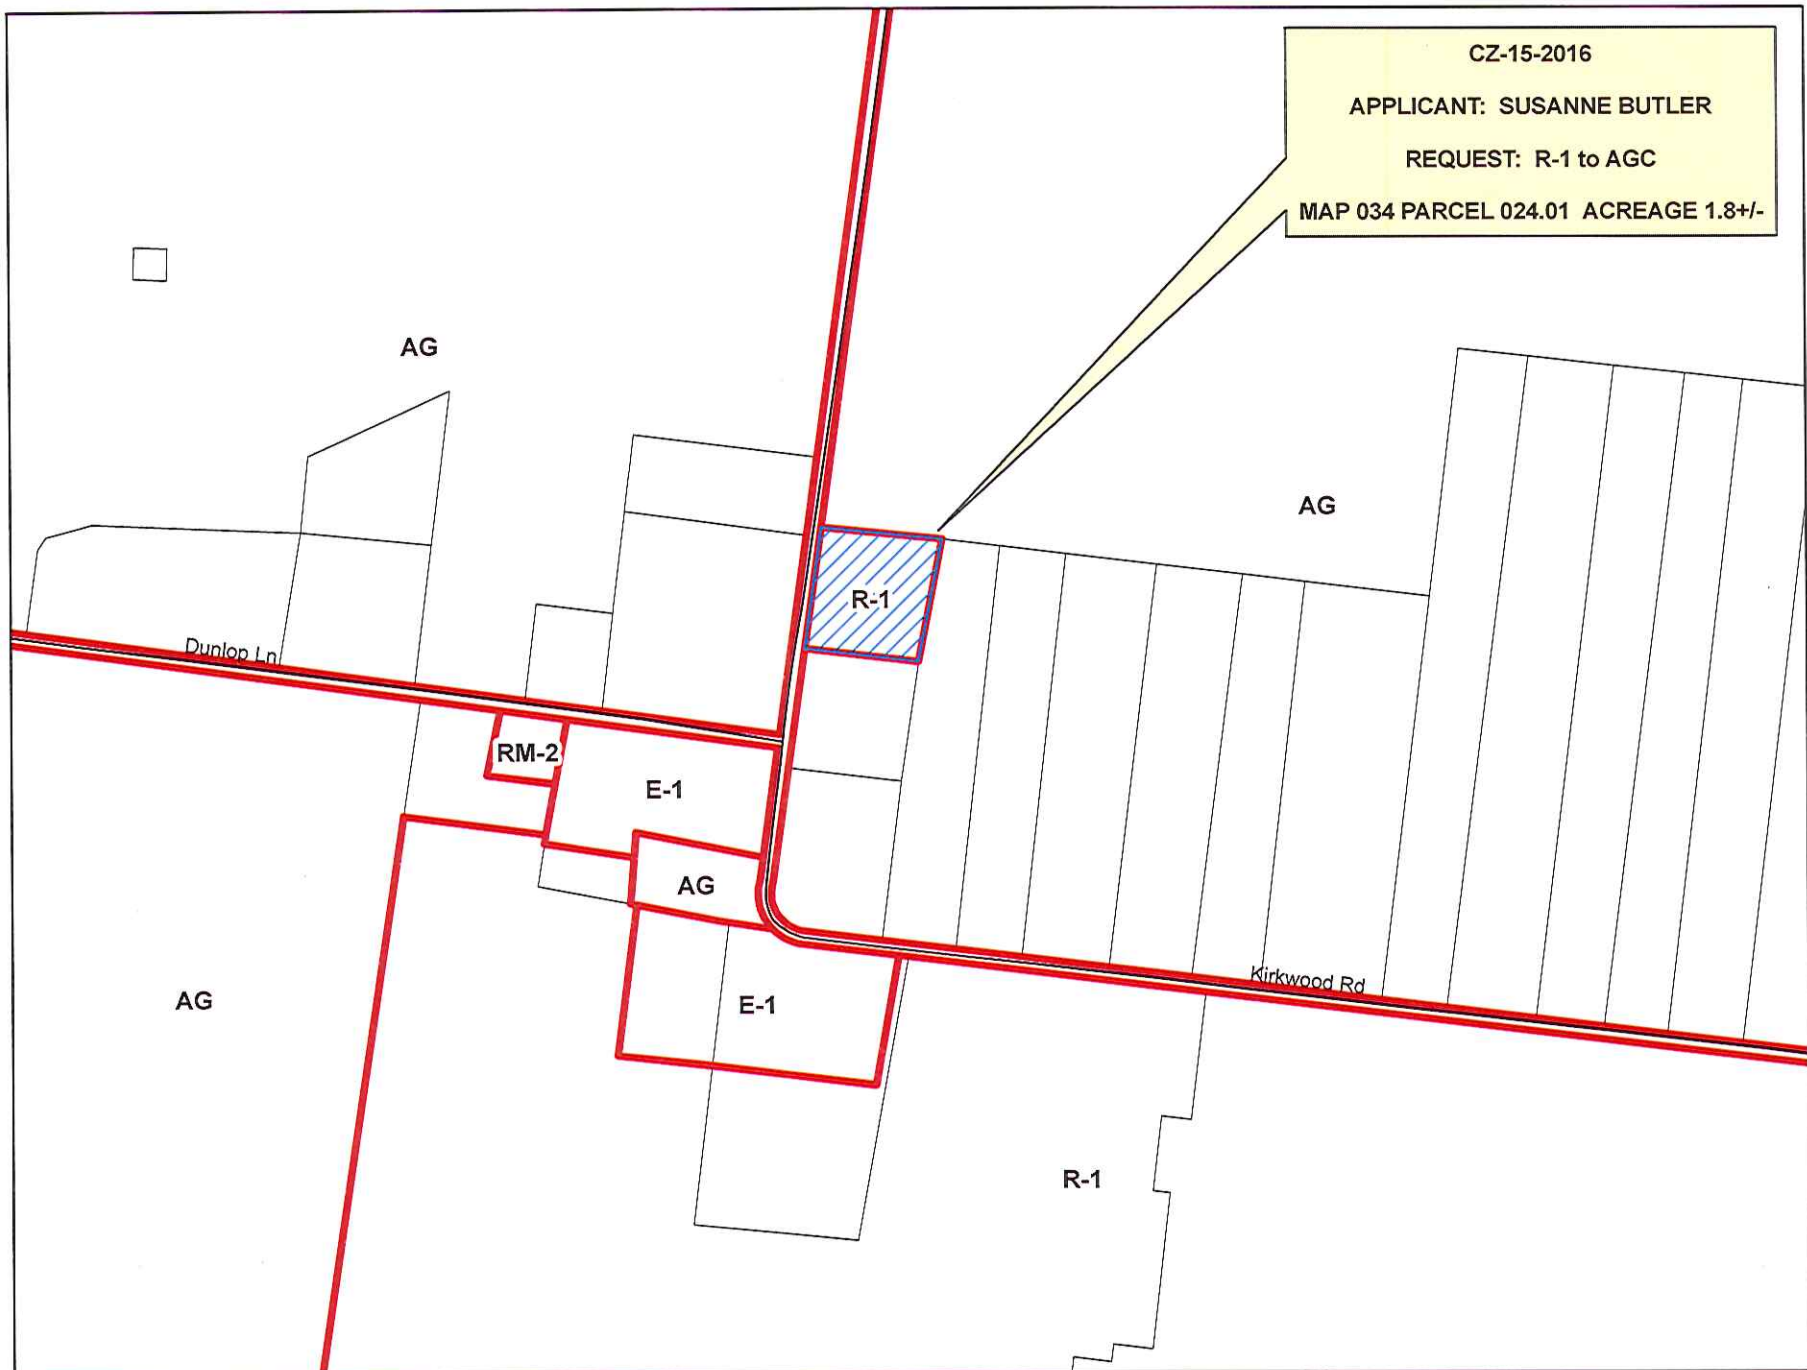 CZ-15-2016
APPLICANT: SUSANNE BUTLER
REQUEST: R-1 to AGC
MAP 034 PARCEL 024.01 ACREAGE 1.8+/-
AG
AG
R-1
Dunlop Ln
RM-2
E-1
AG
Kirkwood Rd
AG
E-1
R-1